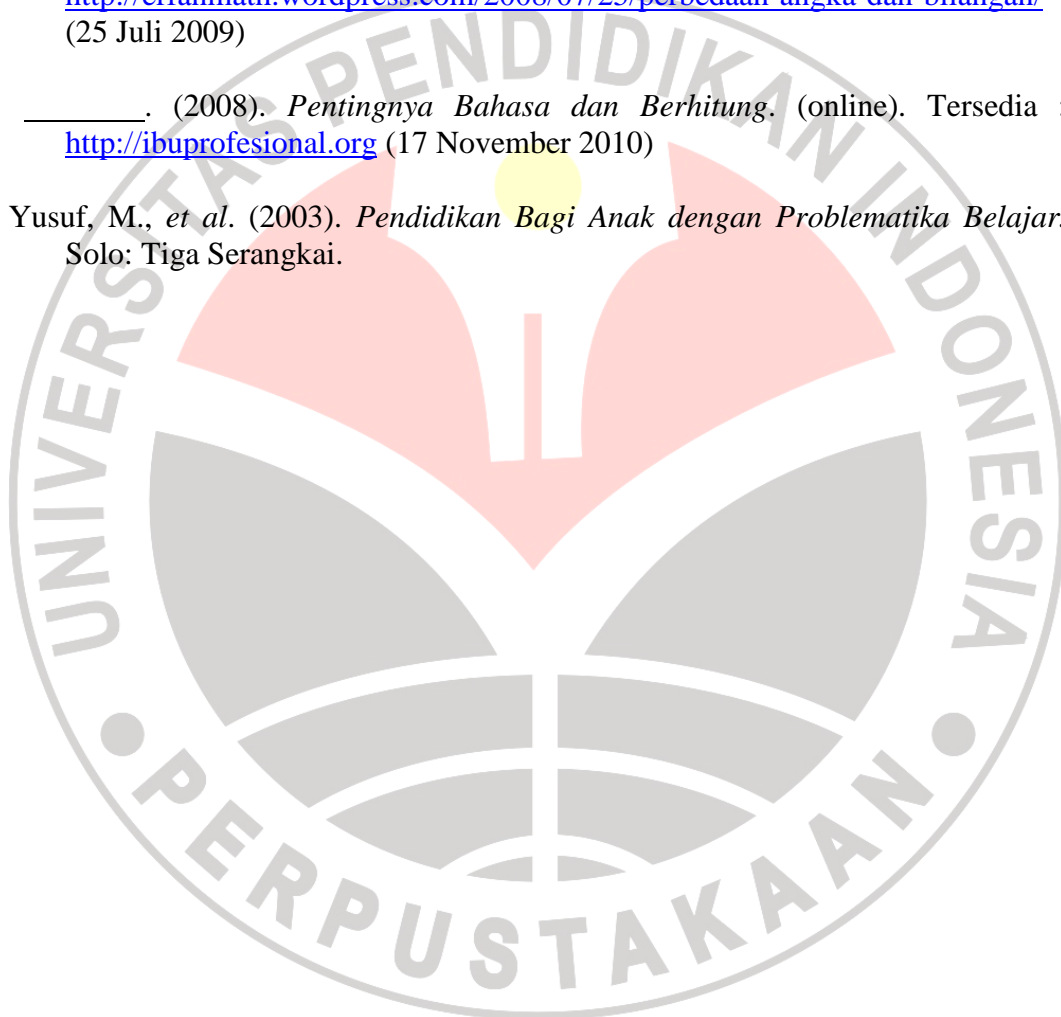 (25 Juli 2009)
. (2008). Pentingnya Bahasa dan Berhitung. (online). Tersedia :
http://ibuprofesional.org (17 November 2010)
Yusuf, M., et al. (2003). Pendidikan Bagi Anak dengan Problematika Belajar.
Solo: Tiga Serangkai.
UNIVERSITAS PENDIDIKAN INDONESIA
PERPUSTAKAAN